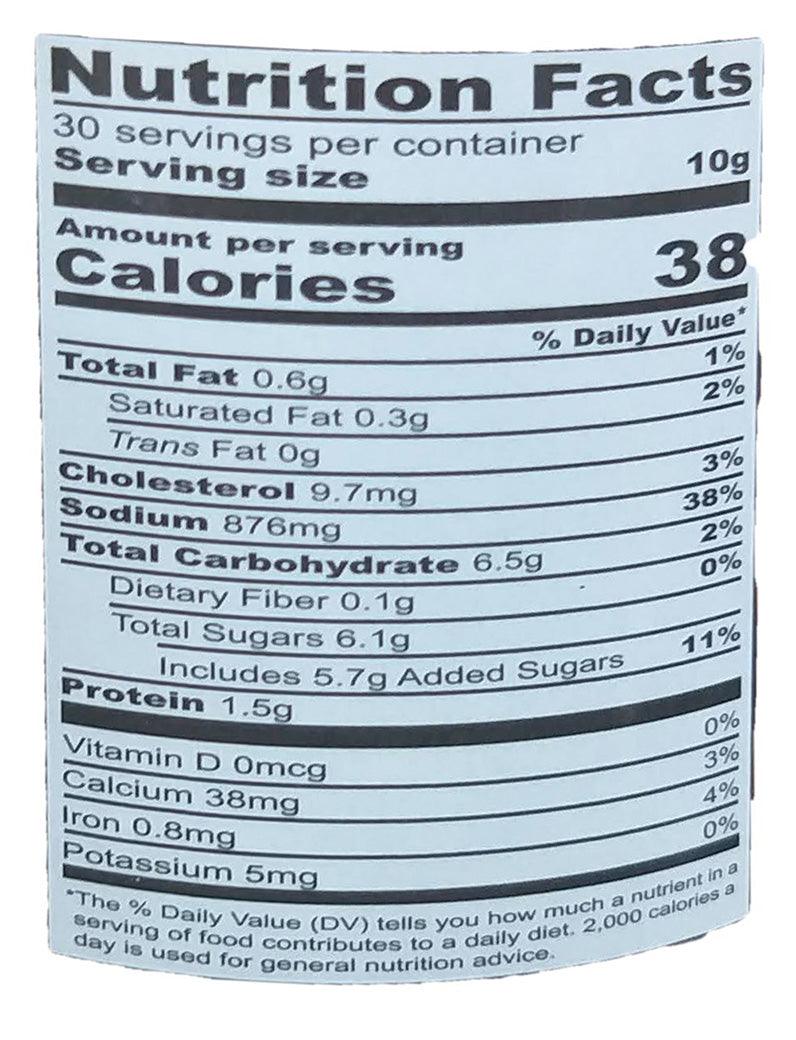 Nutrition Facts
30 servings per container
Serving size 10g
Amount per serving
Calories 38
% Daily Value*
Total Fat 0.6g 1%
Saturated Fat 0.3g 2%
Trans Fat 0g
Cholesterol 9.7mg 3%
Sodium 876mg 38%
Total Carbohydrate 6.5g 2%
Dietary Fiber 0.1g 0%
Total Sugars 6.1g
Includes 5.7g Added Sugars 11%
Protein 1.5g
Vitamin D 0mcg 0%
Calcium 38mg 3%
Iron 0.8mg 4%
Potassium 5mg 0%
*The % Daily Value (DV) tells you how much a nutrient in a
serving of food contributes to a daily diet. 2,000 calories a
day is used for general nutrition advice.